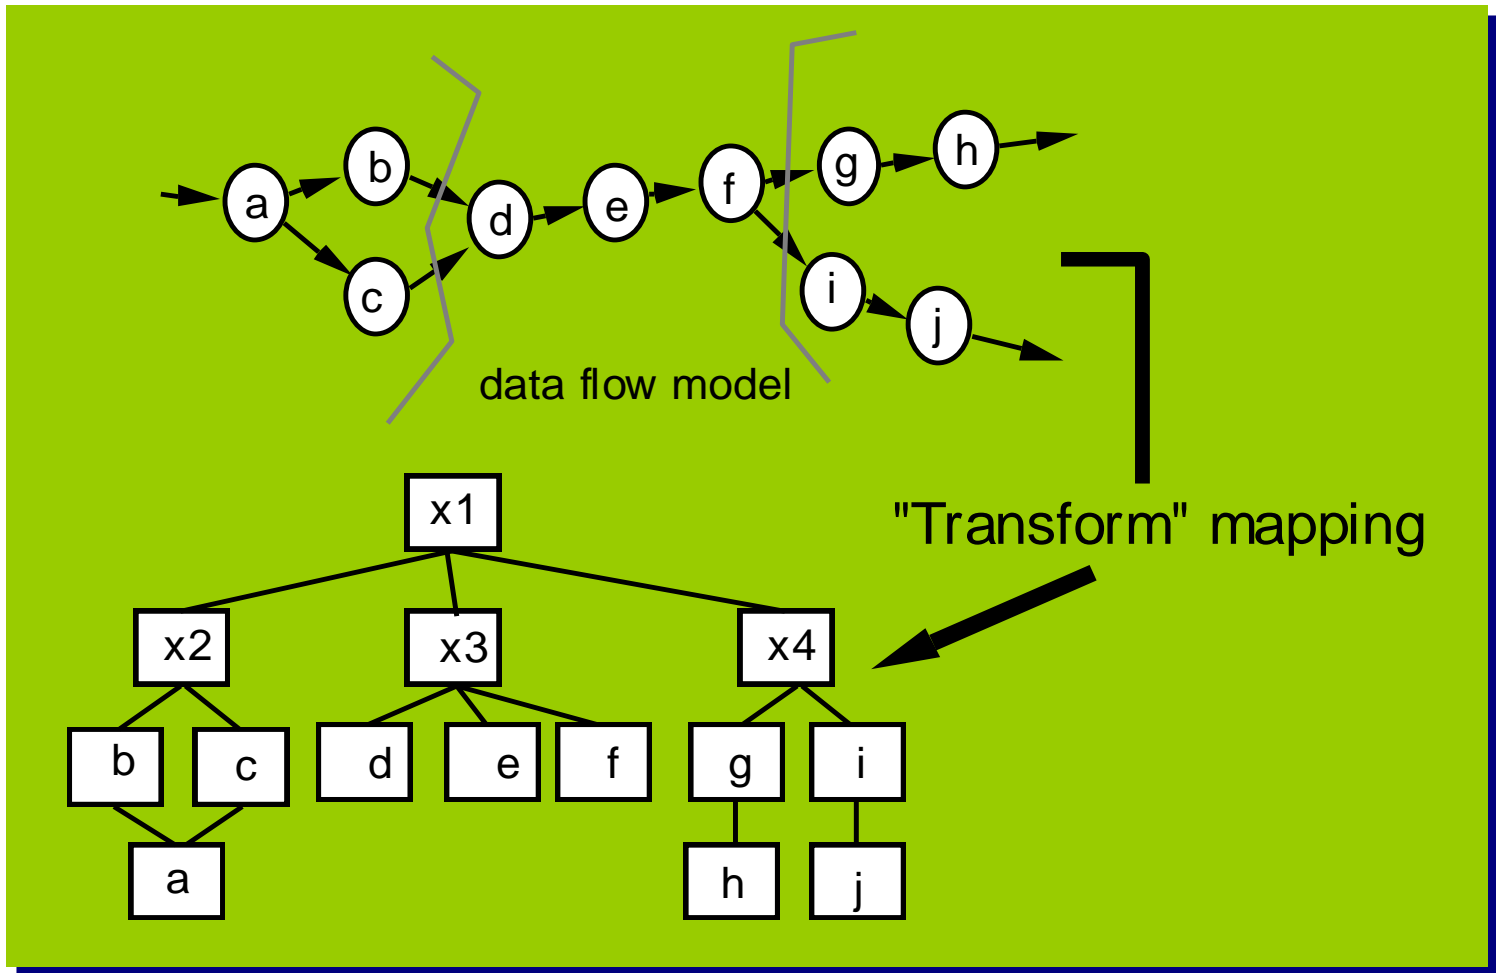 a
b
c
d
e
f
g
h
i
j
data flow model
"Transform" mapping
x1
x2
x3
x4
b
c
d
e
f
g
i
a
h
j